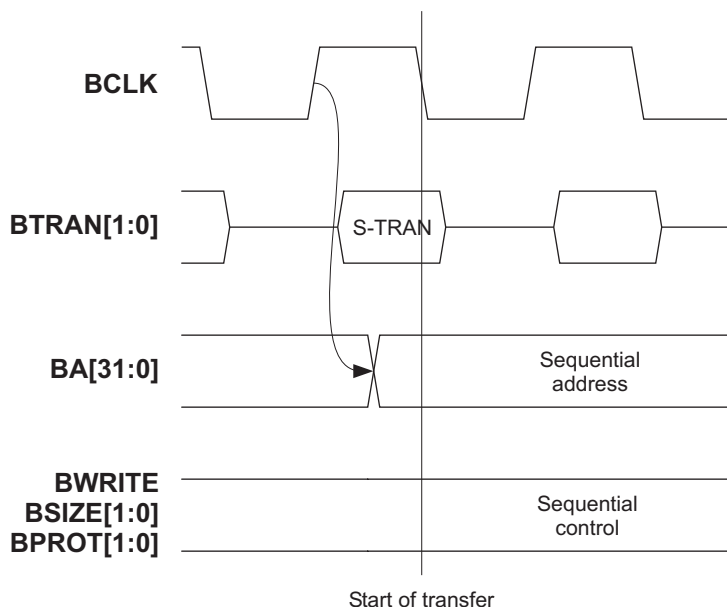 BCLK
BTRAN[1:0]
S-TRAN
BA[31:0]
Sequential
address
BWRITE
BSIZE[1:0]
BPROT[1:0]
Sequential
control
Start of transfer